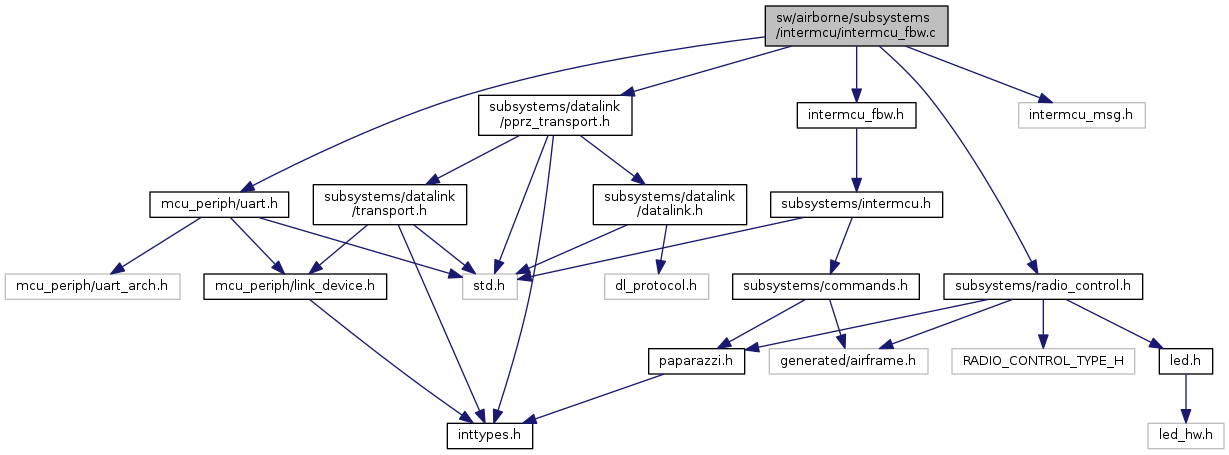 sw/airborne/subsystems
/intermcu/intermcu_fbw.c
subsystems/datalink
/pprz_transport.h
intermcu_fbw.h
intermcu_msg.h
mcu_periph/uart.h
subsystems/datalink
/transport.h
subsystems/datalink
/datalink.h
subsystems/intermcu.h
mcu_periph/uart_arch.h
mcu_periph/link_device.h
std.h
dl_protocol.h
subsystems/commands.h
subsystems/radio_control.h
paparazzi.h
generated/airframe.h
RADIO_CONTROL_TYPE_H
led.h
inttypes.h
led_hw.h